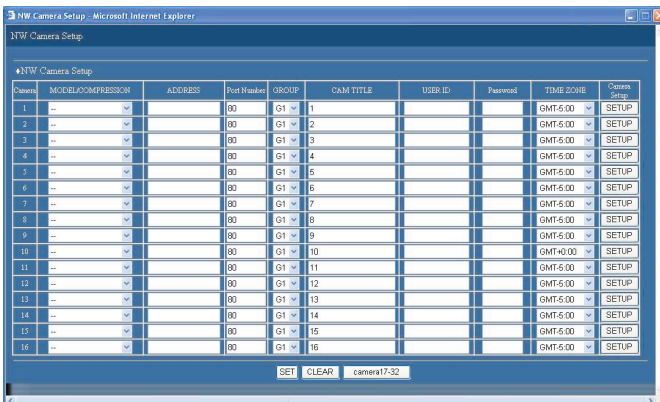 NW Camera Setup - Microsoft Internet Explorer
NW Camera Setup
♦NW Camera Setup
Camera MODEL/COMPRESSION ADDRESS Port Number GROUP CAM TITLE USER ID Password TIME ZONE Camera Setup
1 -- 80 G1 1 GMT-5:00 SETUP
2 -- 80 G1 2 GMT-5:00 SETUP
3 -- 80 G1 3 GMT-5:00 SETUP
4 -- 80 G1 4 GMT-5:00 SETUP
5 -- 80 G1 5 GMT-5:00 SETUP
6 -- 80 G1 6 GMT-5:00 SETUP
7 -- 80 G1 7 GMT-5:00 SETUP
8 -- 80 G1 8 GMT-5:00 SETUP
9 -- 80 G1 9 GMT-5:00 SETUP
10 -- 80 G1 10 GMT+0:00 SETUP
11 -- 80 G1 11 GMT-5:00 SETUP
12 -- 80 G1 12 GMT-5:00 SETUP
13 -- 80 G1 13 GMT-5:00 SETUP
14 -- 80 G1 14 GMT-5:00 SETUP
15 -- 80 G1 15 GMT-5:00 SETUP
16 -- 80 G1 16 GMT-5:00 SETUP
SET CLEAR camera17-32